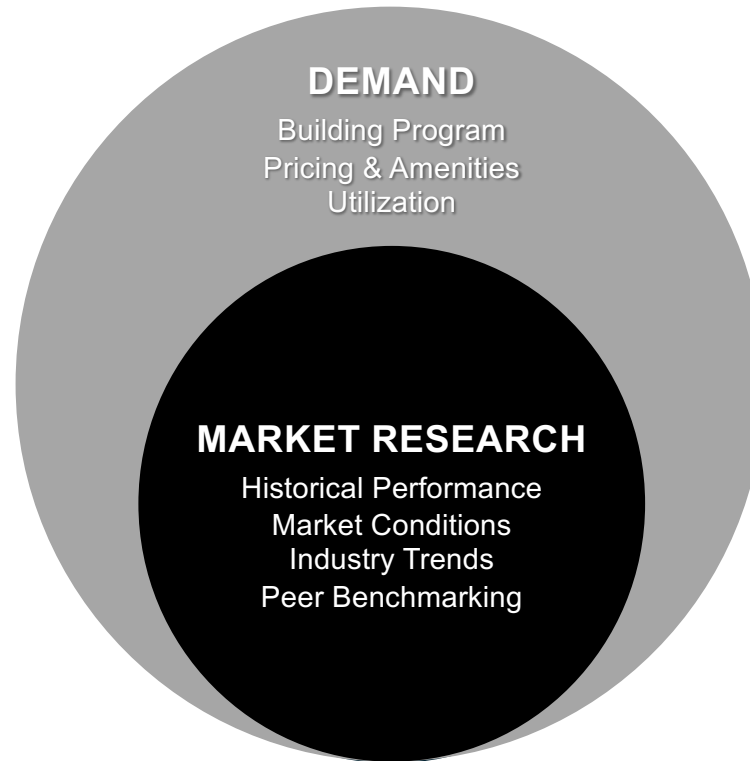 DEMAND
Building Program
Pricing & Amenities
Utilization
MARKET RESEARCH
Historical Performance
Market Conditions
Industry Trends
Peer Benchmarking